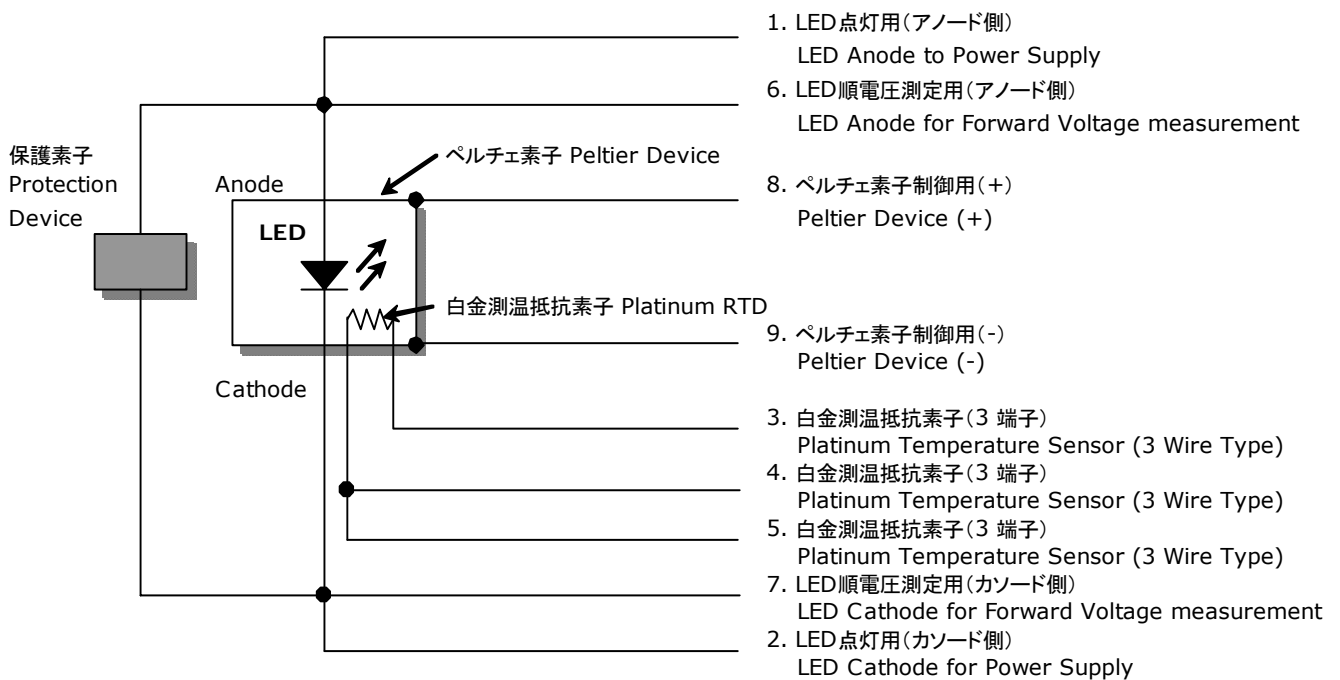 1. LED点灯用(アノード側)
LED Anode to Power Supply
6. LED順電圧測定用(アノード側)
LED Anode for Forward Voltage measurement
保護素子
Protection
Device
ペルチェ素子 Peltier Device
Anode
8. ペルチェ素子制御用(+)
Peltier Device (+)
LED
白金測温抵抗素子 Platinum RTD
9. ペルチェ素子制御用(-)
Peltier Device (-)
Cathode
3. 白金測温抵抗素子(3 端子)
Platinum Temperature Sensor (3 Wire Type)
4. 白金測温抵抗素子(3 端子)
Platinum Temperature Sensor (3 Wire Type)
5. 白金測温抵抗素子(3 端子)
Platinum Temperature Sensor (3 Wire Type)
7. LED順電圧測定用(カソード側)
LED Cathode for Forward Voltage measurement
2. LED点灯用(カソード側)
LED Cathode for Power Supply